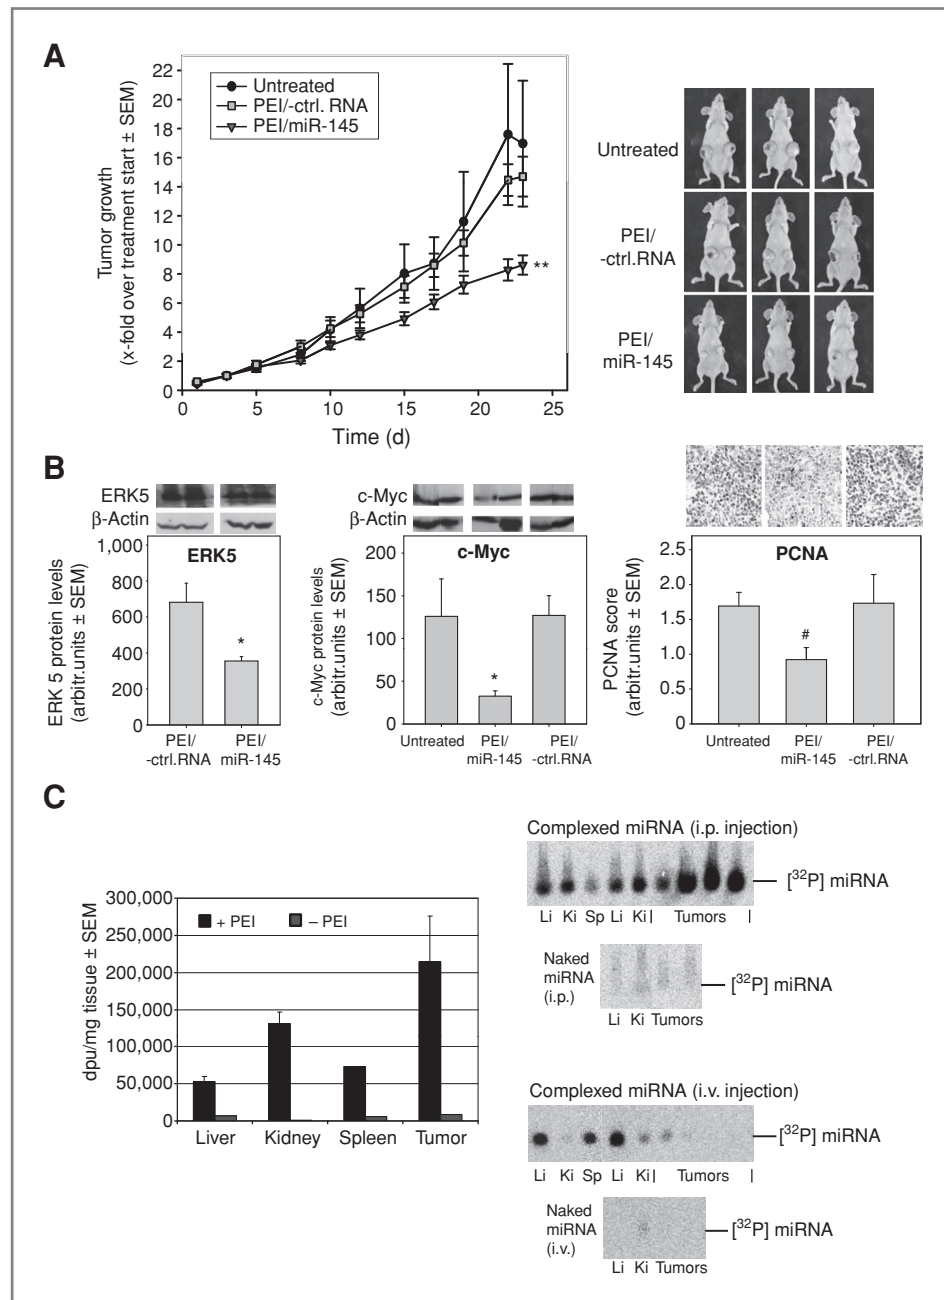 A
22
20
18
16
14
12
10
8
6
4
2
0
Tumor growth
(x-fold over treatment start ± SEM)
Untreated
PEI/-ctrl. RNA
PEI/miR-145
**
0 5 10 15 20 25
Time (d)
Untreated
PEI/
-ctrl.RNA
PEI/
miR-145
B
ERK5
β-Actin
1,000
800
600
400
200
0
ERK 5 protein levels
(arbitr.units ± SEM)
ERK5
*
PEI/
-ctrl.RNA
PEI/
miR-145
c-Myc
β-Actin
200
150
100
50
0
c-Myc protein levels
(arbitr.units ± SEM)
c-Myc
*
Untreated
PEI/
miR-145
PEI/
-ctrl.RNA
2.5
2.0
1.5
1.0
0.5
0
PCNA score
(arbitr.units ± SEM)
PCNA
#
Untreated
PEI/
miR-145
PEI/
-ctrl.RNA
C
300,000
250,000
200,000
150,000
100,000
50,000
0
dpu/mg tissue ± SEM
+ PEI – PEI
Liver Kidney Spleen Tumor
Complexed miRNA (i.p. injection)
[32P] miRNA
Li Ki Sp Li Ki| Tumors |
Naked
miRNA
(i.p.)
[32P] miRNA
Li Ki Tumors
Complexed miRNA (i.v. injection)
[32P] miRNA
Li Ki Sp Li Ki| Tumors |
Naked
miRNA
(i.v.)
[32P] miRNA
Li Ki Tumors